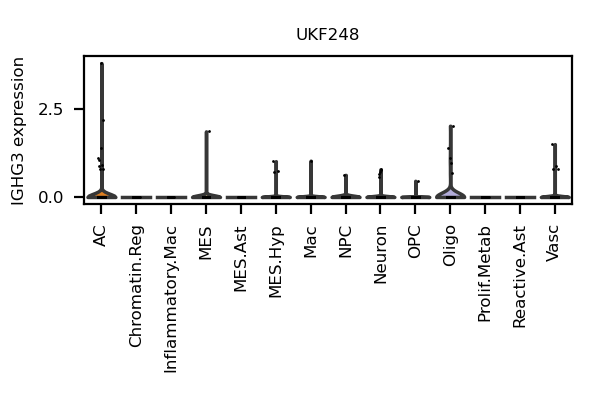 UKF248
IGHG3 expression
2.5
0.0
AC
Chromatin.Reg
Inflammatory.Mac
MES
MES.Ast
MES.Hyp
Mac
NPC
Neuron
OPC
Oligo
Prolif.Metab
Reactive.Ast
Vasc